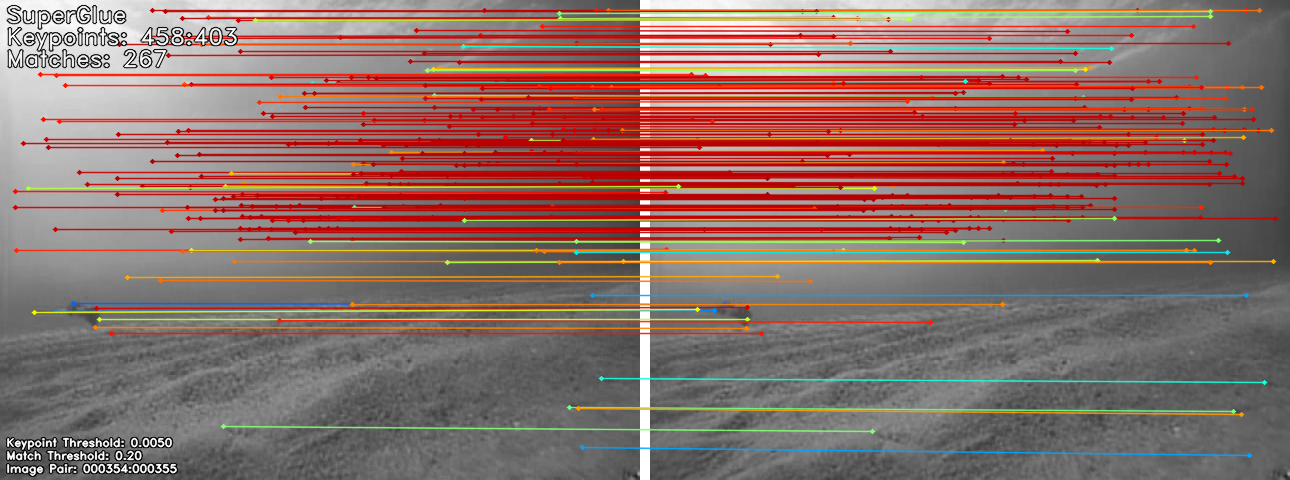 SuperGlue
Keypoints: 458:403
Matches: 267
Keypoint Threshold: 0.0050
Match Threshold: 0.20
Image Pair: 000354:000355